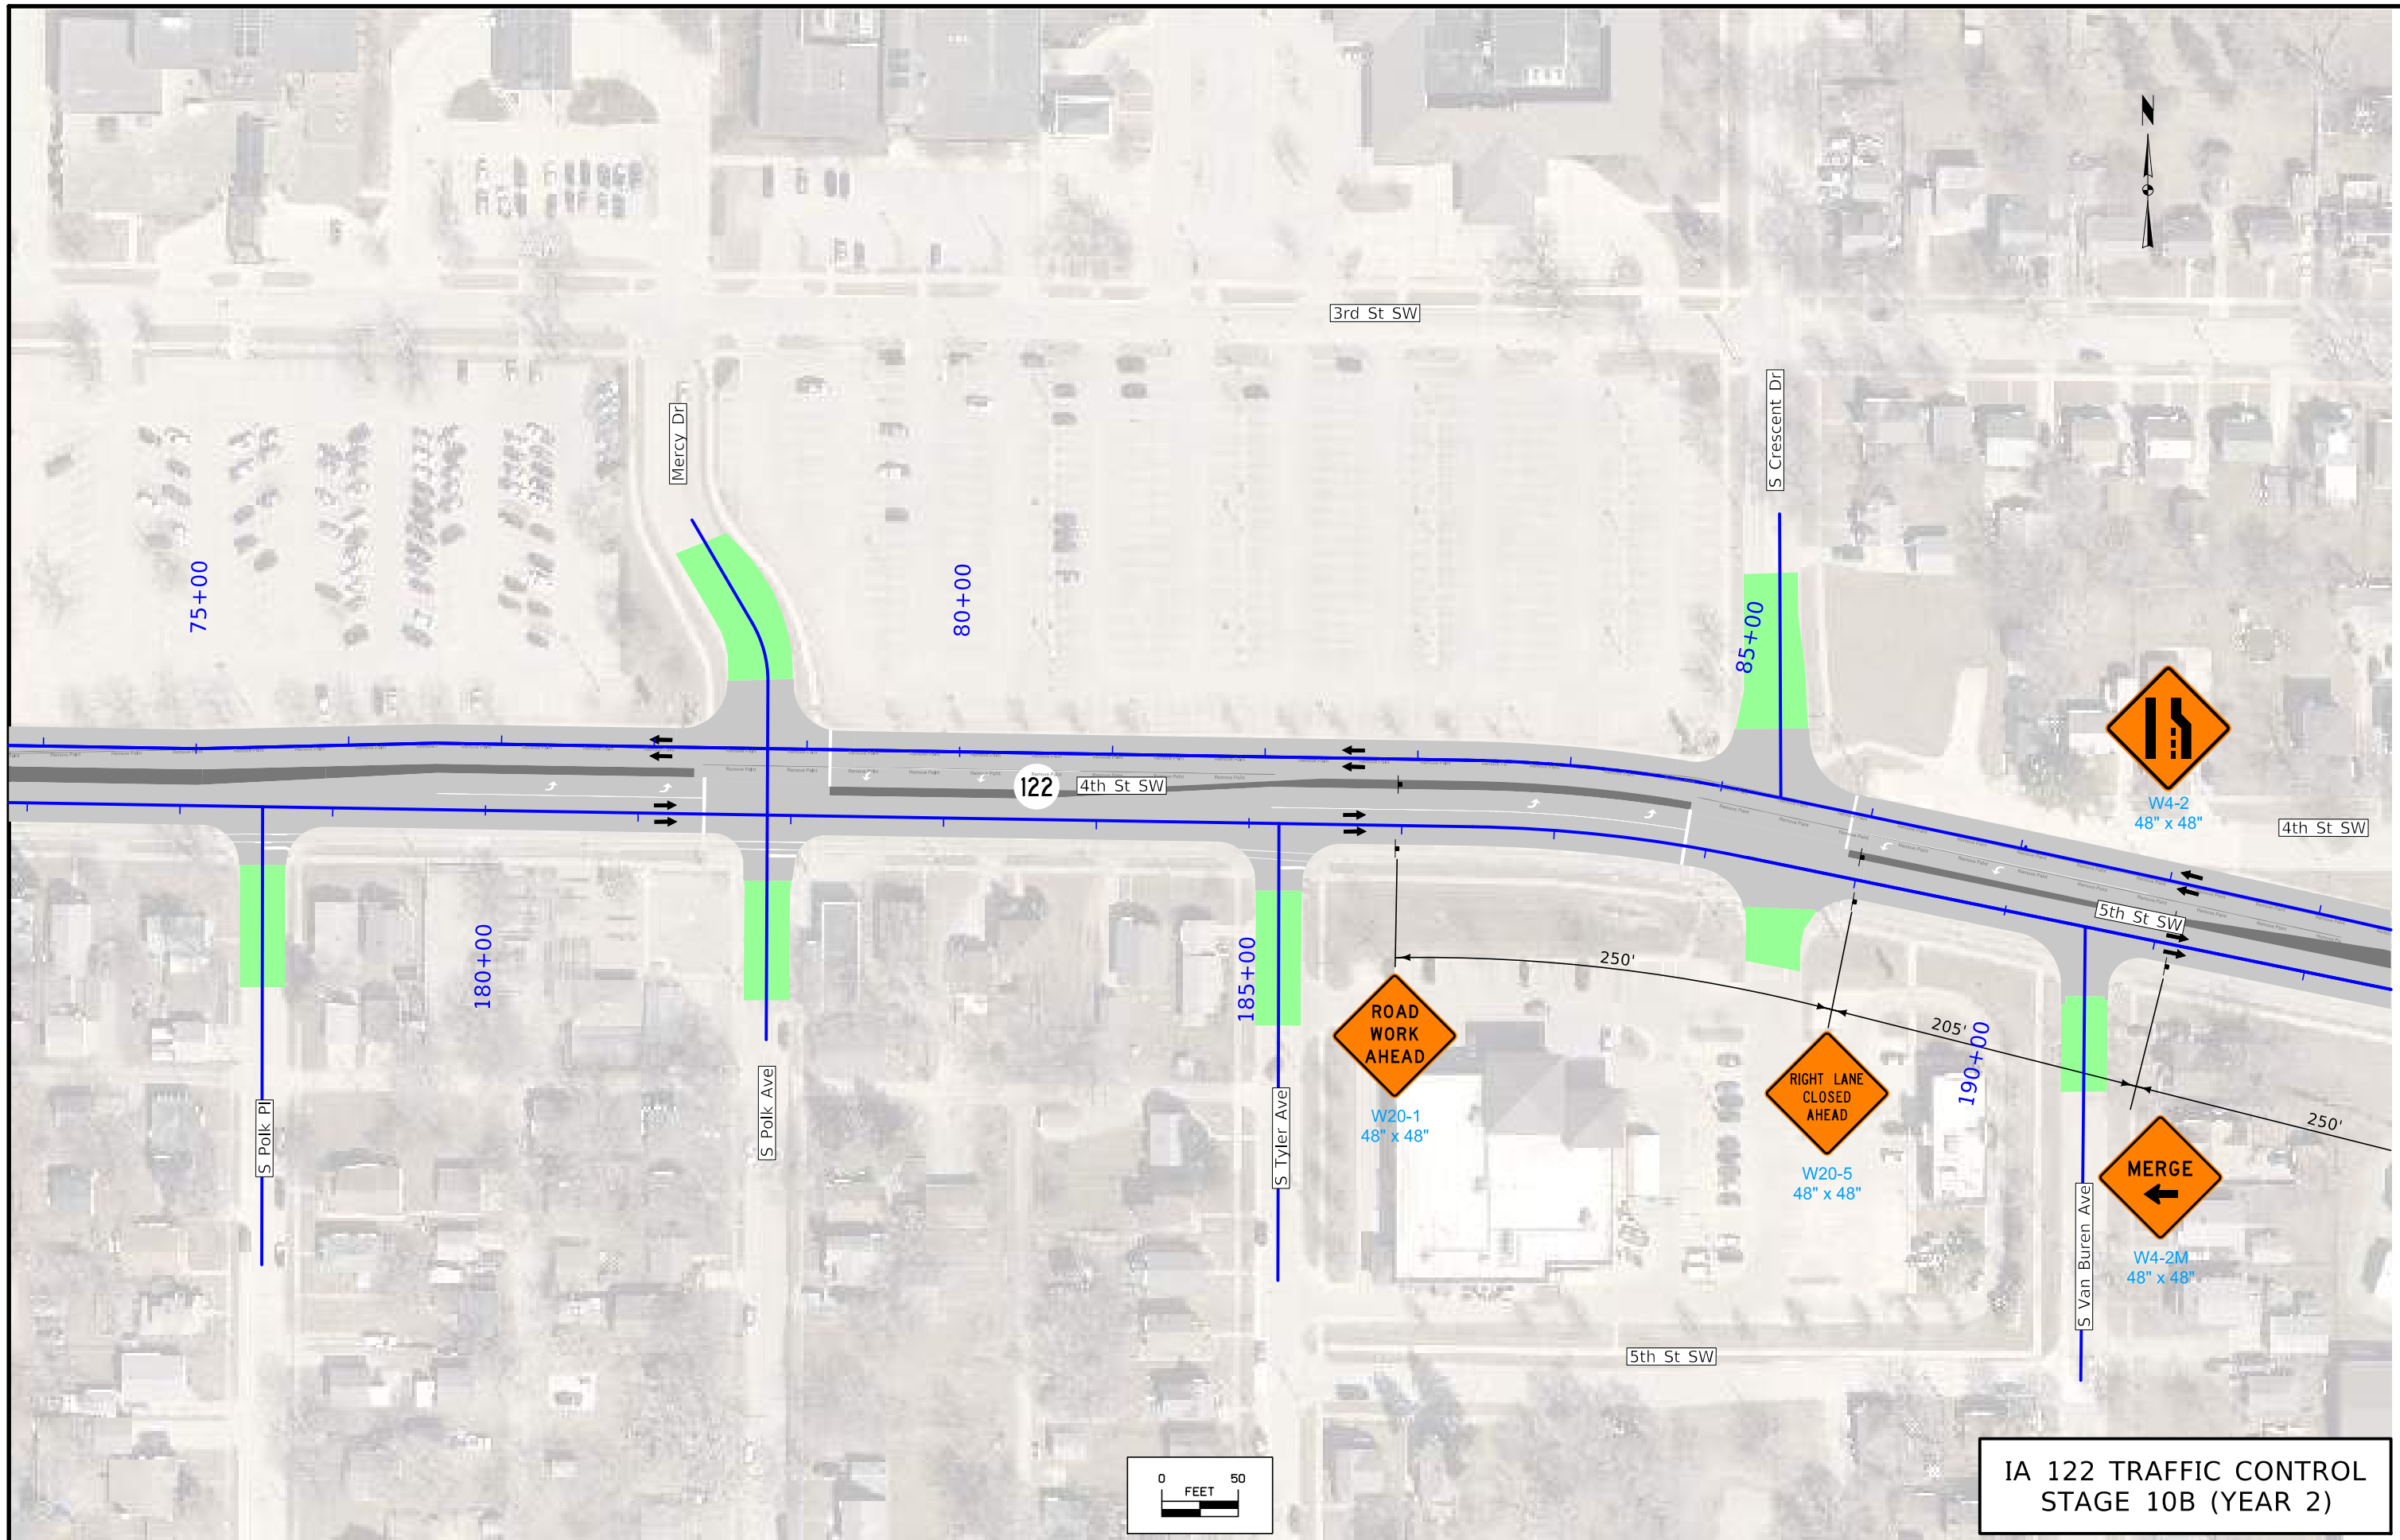 N
3rd St SW
Mercy Dr
S Crescent Dr
75+00
80+00
85+00
W4-2
48" x 48"
4th St SW
122
4th St SW
5th St SW
Remove Paint
180+00
185+00
190+00
250'
205'
250'
ROAD
WORK
AHEAD
W20-1
48" x 48"
RIGHT LANE
CLOSED
AHEAD
W20-5
48" x 48"
MERGE
W4-2M
48" x 48"
S Polk Pl
S Polk Ave
S Tyler Ave
S Van Buren Ave
5th St SW
0 50
FEET
IA 122 TRAFFIC CONTROL
STAGE 10B (YEAR 2)